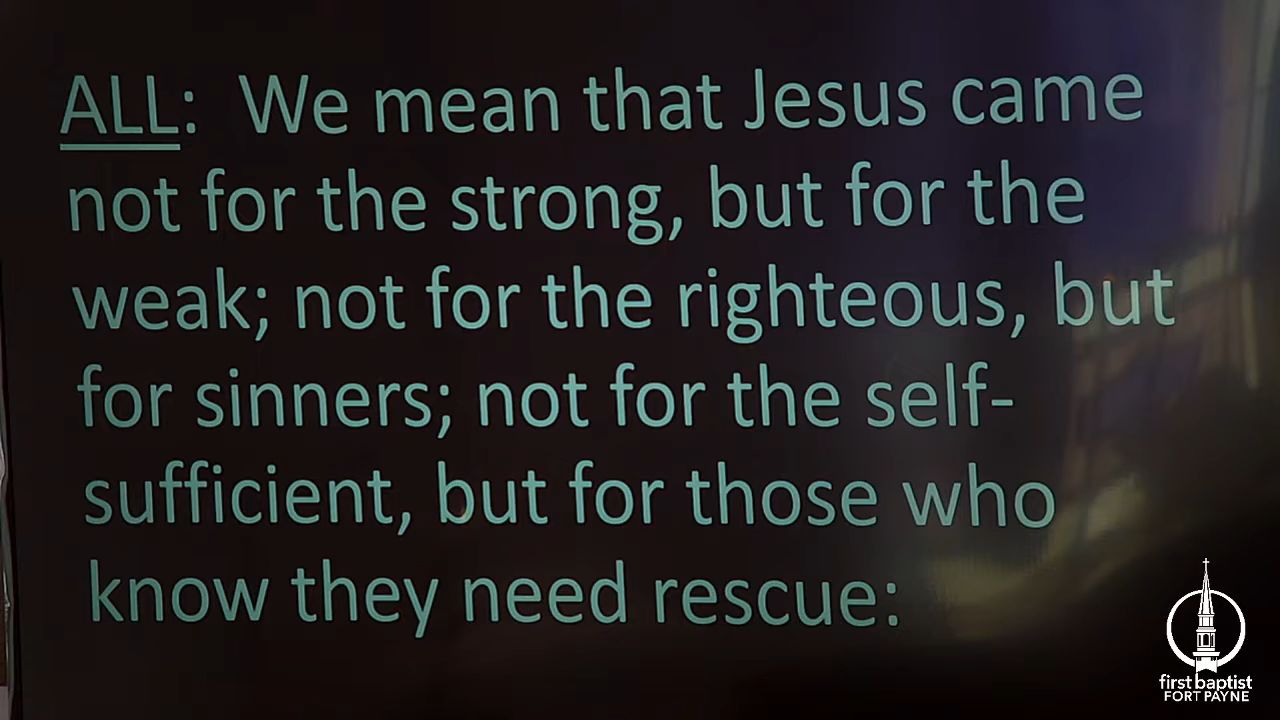 ALL: We mean that Jesus came
not for the strong, but for the
weak; not for the righteous, but
for sinners; not for the self-
sufficient, but for those who
know they need rescue:
first baptist
FORT PAYNE